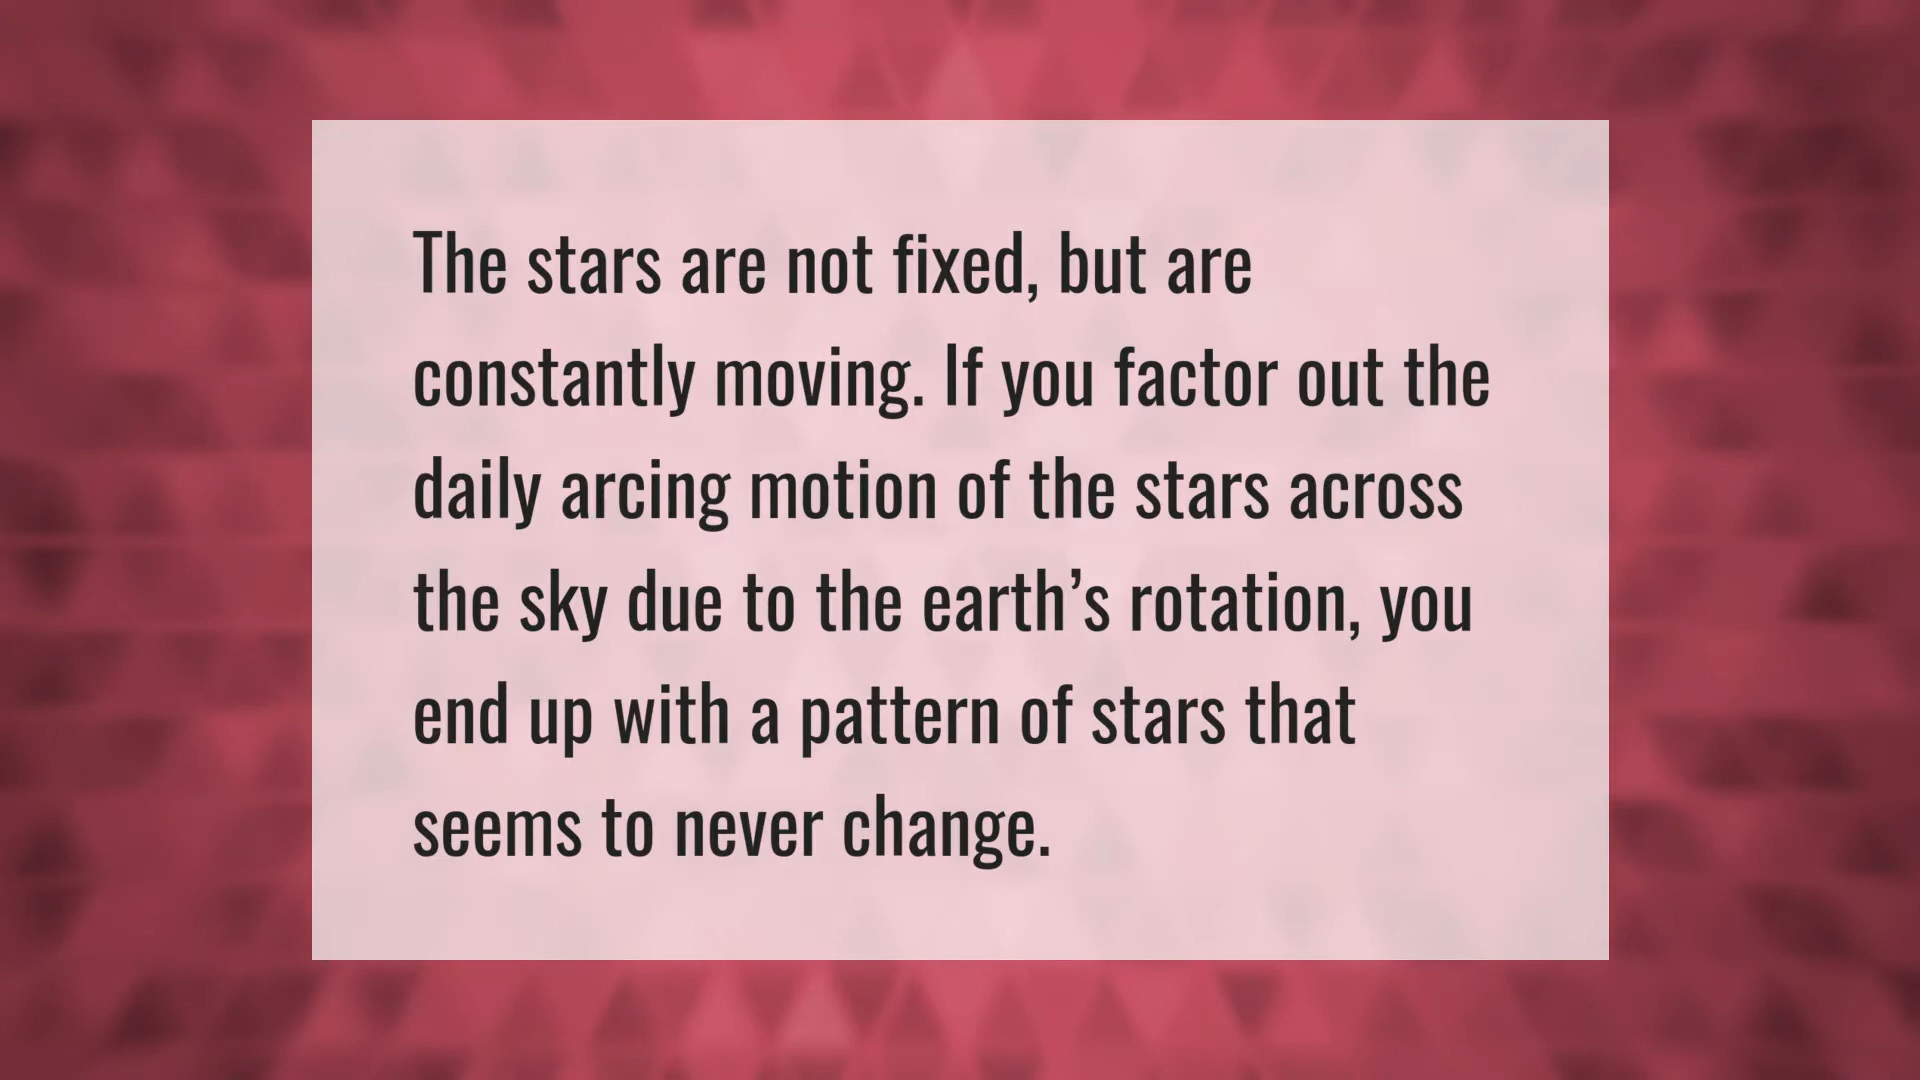 The stars are not fixed, but are
constantly moving. If you factor out the
daily arcing motion of the stars across
the sky due to the earth’s rotation, you
end up with a pattern of stars that
seems to never change.